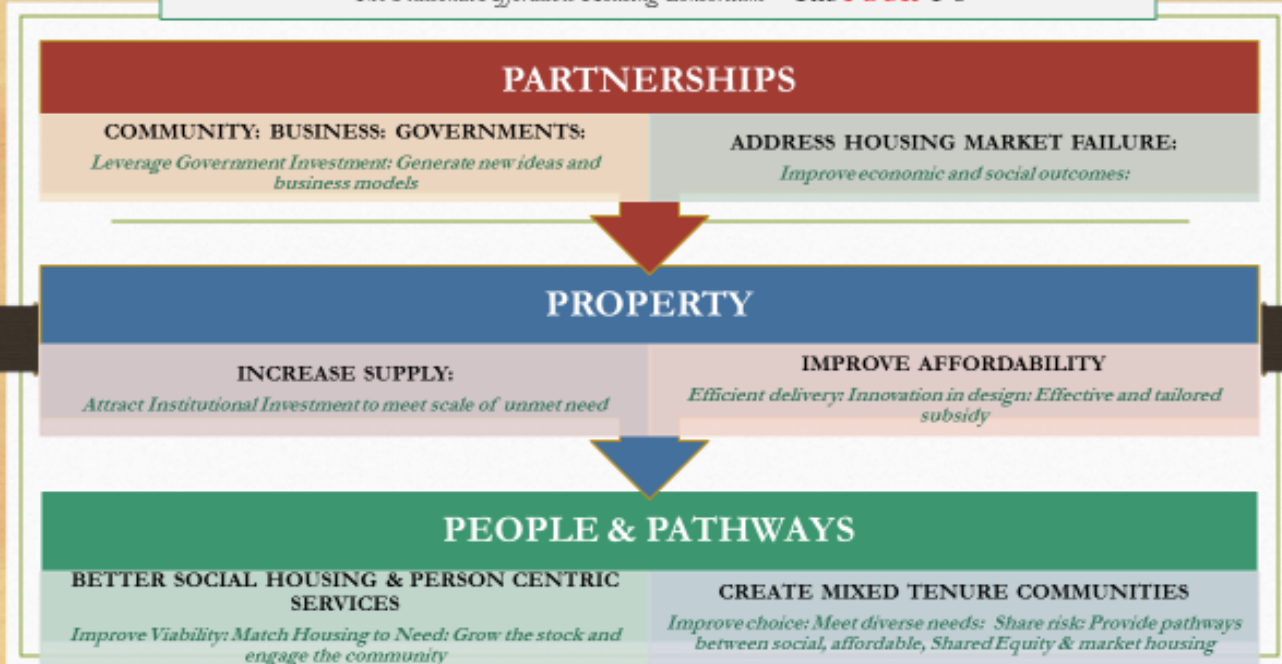 Housing
PARTNERSHIPS
COMMUNITY: BUSINESS: GOVERNMENTS:
Leverage Government Investment: Generate new ideas and
business models
ADDRESS HOUSING MARKET FAILURE:
Improve economic and social outcomes:
PROPERTY
INCREASE SUPPLY:
Attract Institutional Investment to meet scale of unmet need
IMPROVE AFFORDABILITY
Efficient delivery: Innovation in design: Effective and tailored
subsidy
PEOPLE & PATHWAYS
BETTER SOCIAL HOUSING & PERSON CENTRIC
SERVICES
Improve Viability: Match Housing to Need: Grow the stock and
engage the community
CREATE MIXED TENURE COMMUNITIES
Improve choice: Meet diverse needs: Share risk: Provide pathways
between social, affordable, Shared Equity & market housing